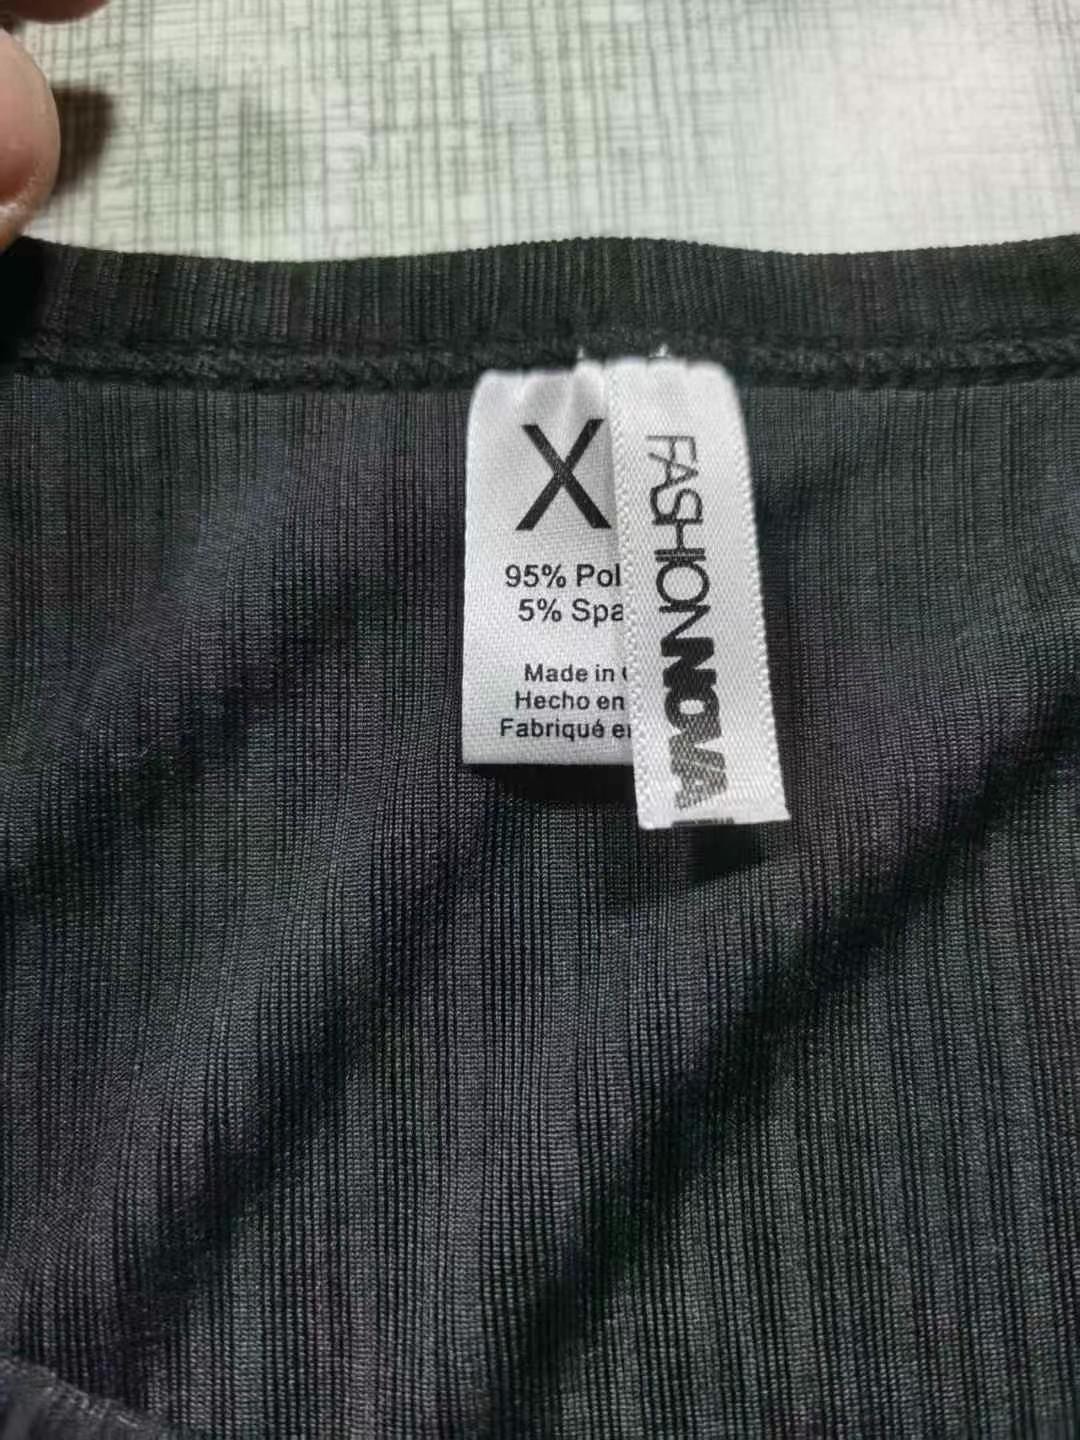 X
95% Pol
5% Spa
Made in
Hecho en
Fabriqué e
FASHIONNOVA